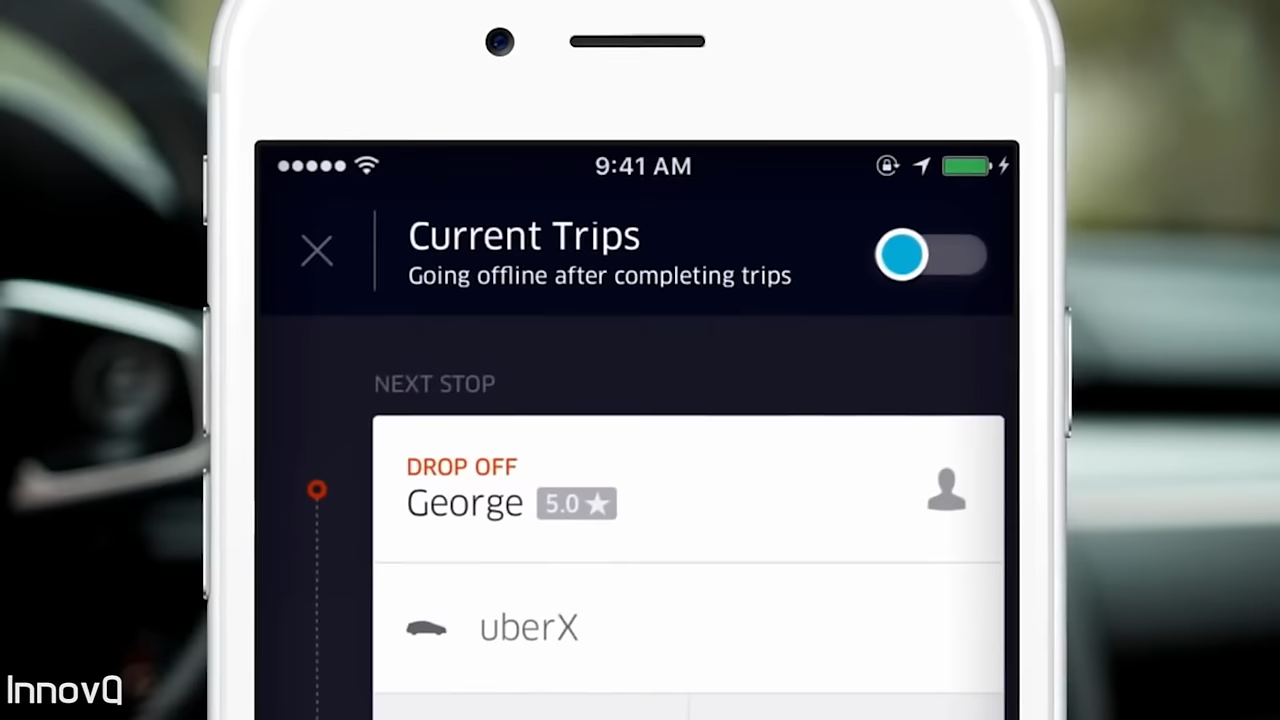 9:41 AM
Current Trips
Going offline after completing trips
NEXT STOP
DROP OFF
George 5.0★
uberX
InnovQ